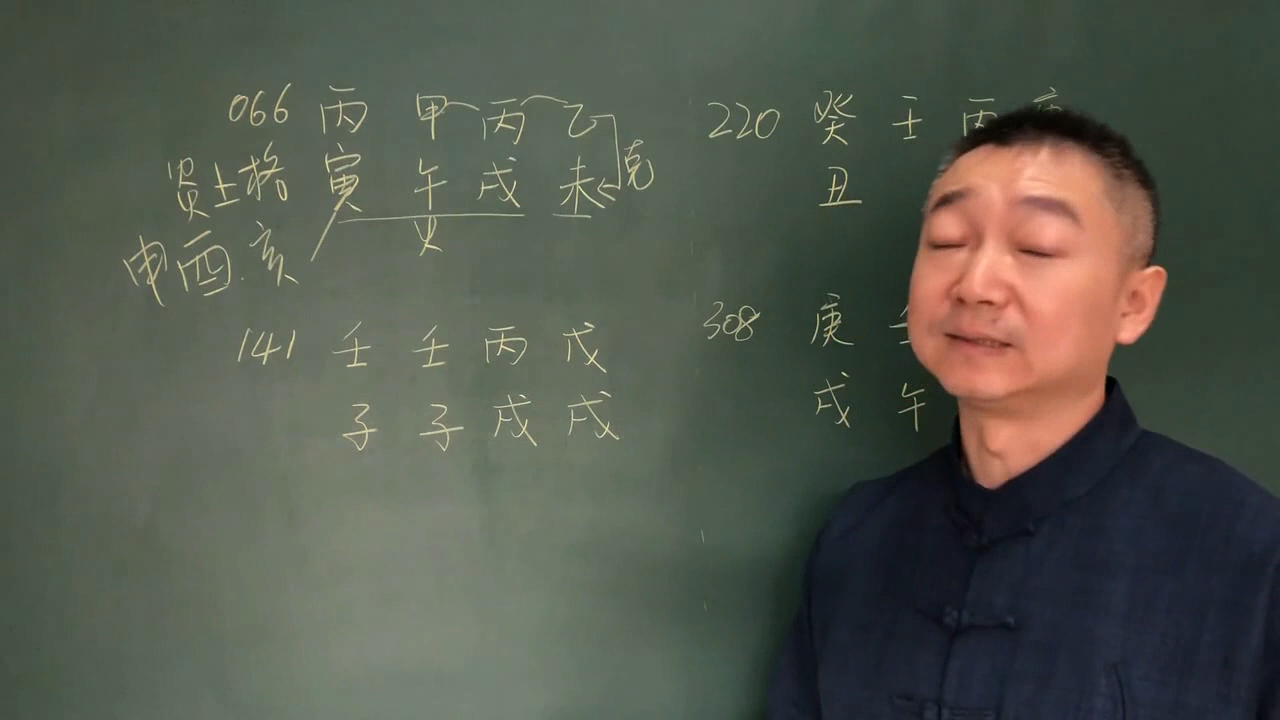 066 丙 甲 丙 乙
贤上格 寅 午 戌 未 克
火
申酉.亥
141 壬 壬 丙 戊
子 子 戌 戌
220 癸 壬 丙
丑
308 庚
戌 午